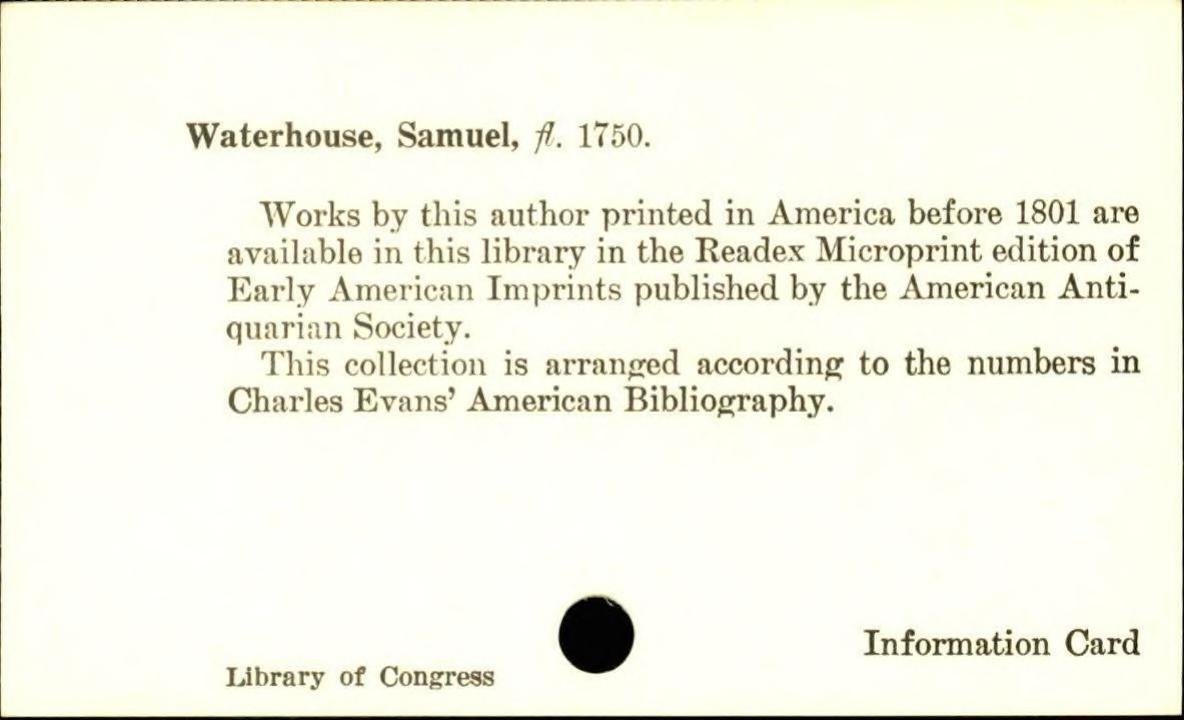 Waterhouse, Samuel, fl. 1750.
Works by this author printed in America before 1801 are
available in this library in the Readex Microprint edition of
Early American Imprints published by the American Anti-
quarian Society.
This collection is arranged according to the numbers in
Charles Evans' American Bibliography.
Information Card
Library of Congress